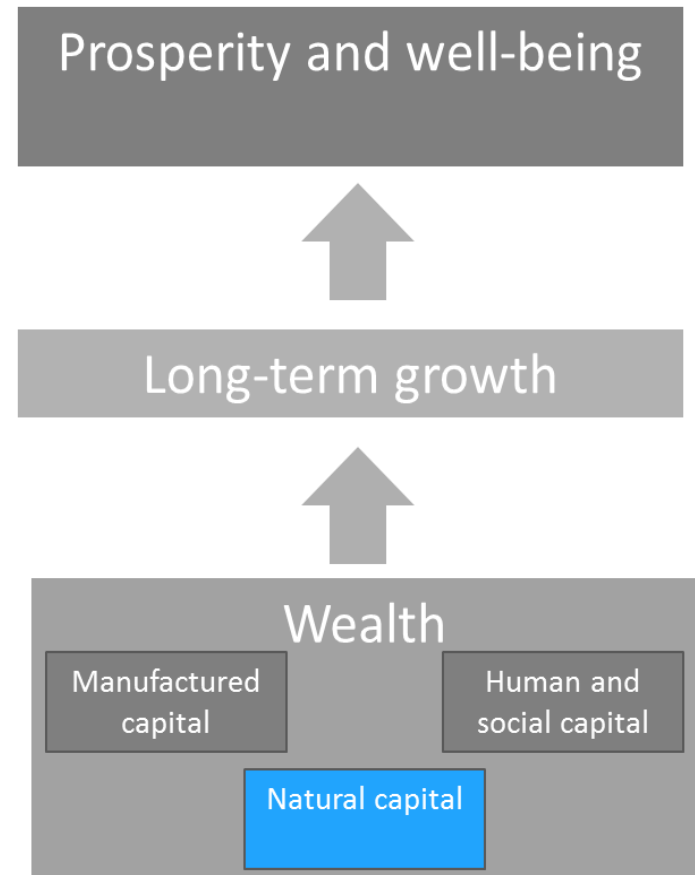 Prosperity and well-being
Long-term growth
Wealth
Manufactured
capital
Human and
social capital
Natural capital